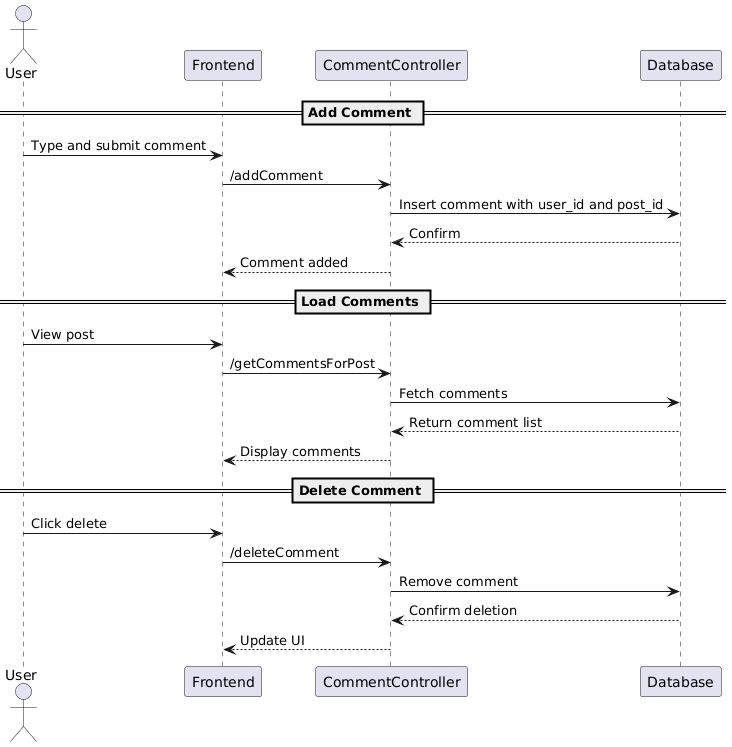 User
Frontend
CommentController
Database
Add Comment
Type and submit comment
/addComment
Insert comment with user_id and post_id
Confirm
Comment added
Load Comments
View post
/getCommentsForPost
Fetch comments
Return comment list
Display comments
Delete Comment
Click delete
/deleteComment
Remove comment
Confirm deletion
Update UI
User
Frontend
CommentController
Database